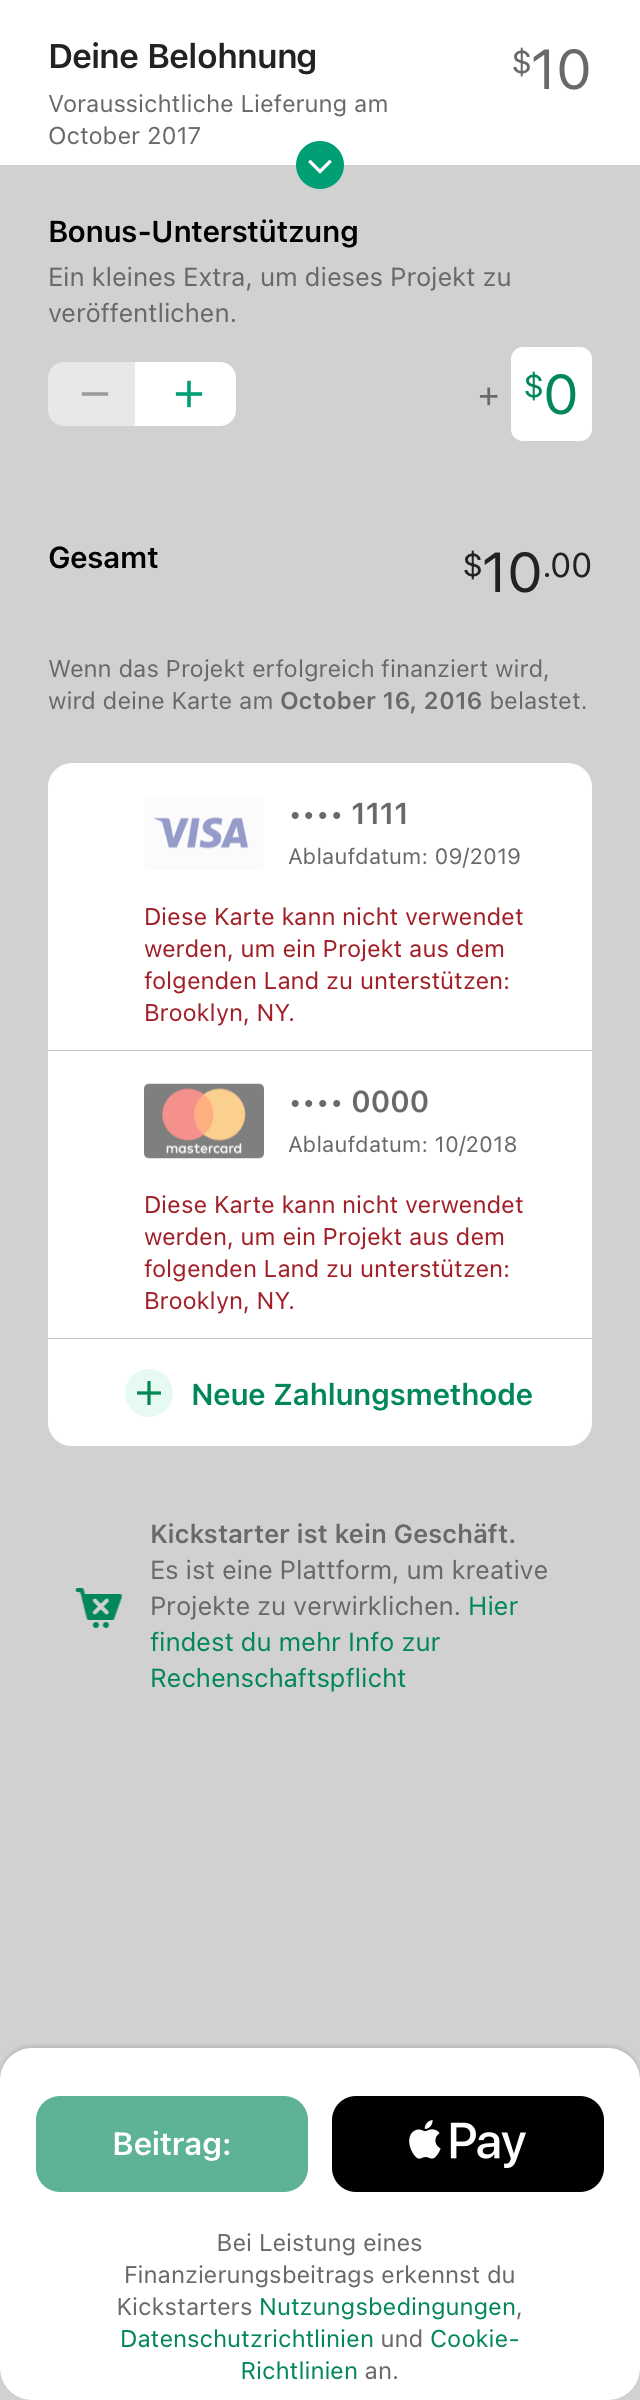 Deine Belohnung
$10
Voraussichtliche Lieferung am
October 2017
Bonus-Unterstützung
Ein kleines Extra, um dieses Projekt zu
veröffentlichen.
+ $0
Gesamt
$10.00
Wenn das Projekt erfolgreich finanziert wird,
wird deine Karte am October 16, 2016 belastet.
VISA
•••• 1111
Ablaufdatum: 09/2019
Diese Karte kann nicht verwendet
werden, um ein Projekt aus dem
folgenden Land zu unterstützen:
Brooklyn, NY.
mastercard
•••• 0000
Ablaufdatum: 10/2018
Diese Karte kann nicht verwendet
werden, um ein Projekt aus dem
folgenden Land zu unterstützen:
Brooklyn, NY.
Neue Zahlungsmethode
Kickstarter ist kein Geschäft.
Es ist eine Plattform, um kreative
Projekte zu verwirklichen. Hier
findest du mehr Info zur
Rechenschaftspflicht
Beitrag:
Pay
Bei Leistung eines
Finanzierungsbeitrags erkennst du
Kickstarters Nutzungsbedingungen,
Datenschutzrichtlinien und Cookie-
Richtlinien an.